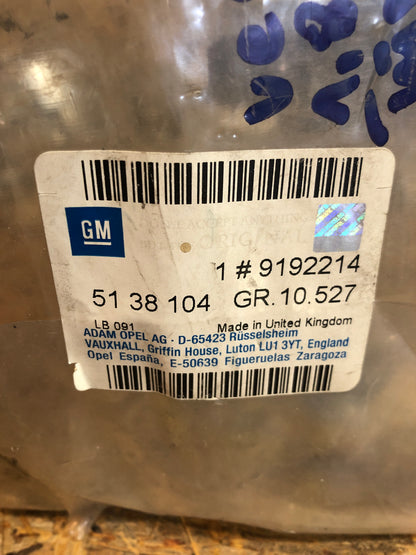 GM
ORIGINAL
1 # 9192214
51 38 104 GR.10.527
LB 091 Made in United Kingdom
ADAM OPEL AG · D-65423 Rüsselsheim
VAUXHALL, Griffin House, Luton LU1 3YT, England
Opel España, E-50639 Figueruelas Zaragoza